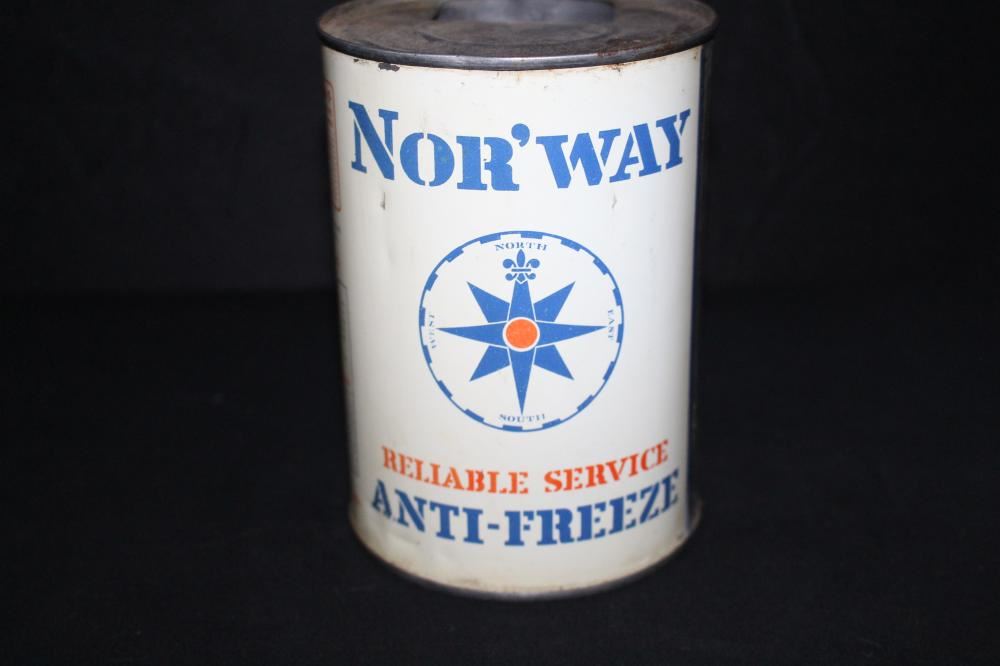 NOR'WAY
NORTH
WEST
EAST
SOUTH
RELIABLE SERVICE
ANTI-FREEZE